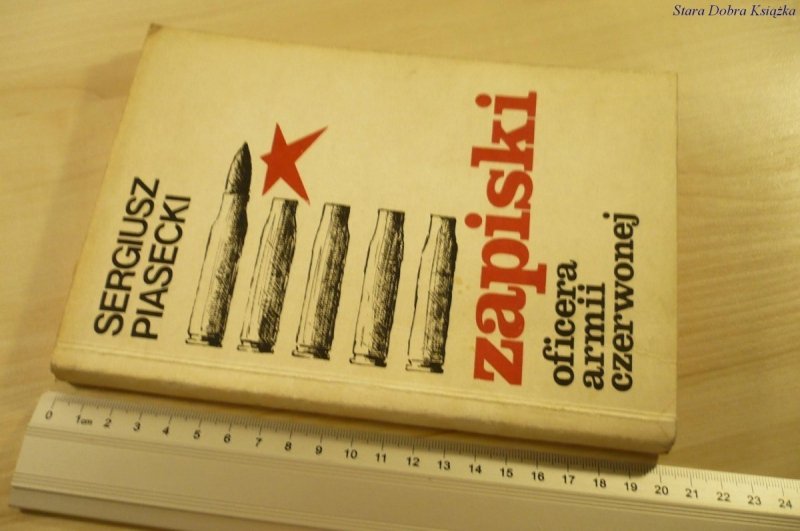 Stara Dobra Książka
SERGIUSZ
PIASECKI
zapiski
oficera
armii
czerwonej
0 1cm 2 3 4 5 6 7 8 9 10 11 12 13 14 15 16 17 18 19 20 21 22 23 24